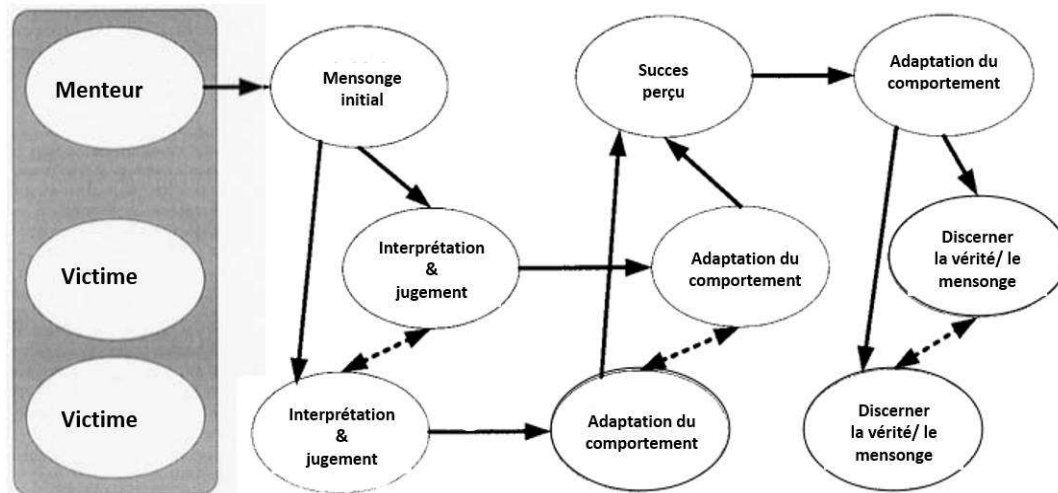 Menteur
Mensonge
initial
Succes
perçu
Adaptation du
comportement
Victime
Interprétation
&
jugement
Adaptation du
comportement
Discerner
la vérité/ le
mensonge
Victime
Interprétation
&
jugement
Adaptation du
comportement
Discerner
la vérité/ le
mensonge